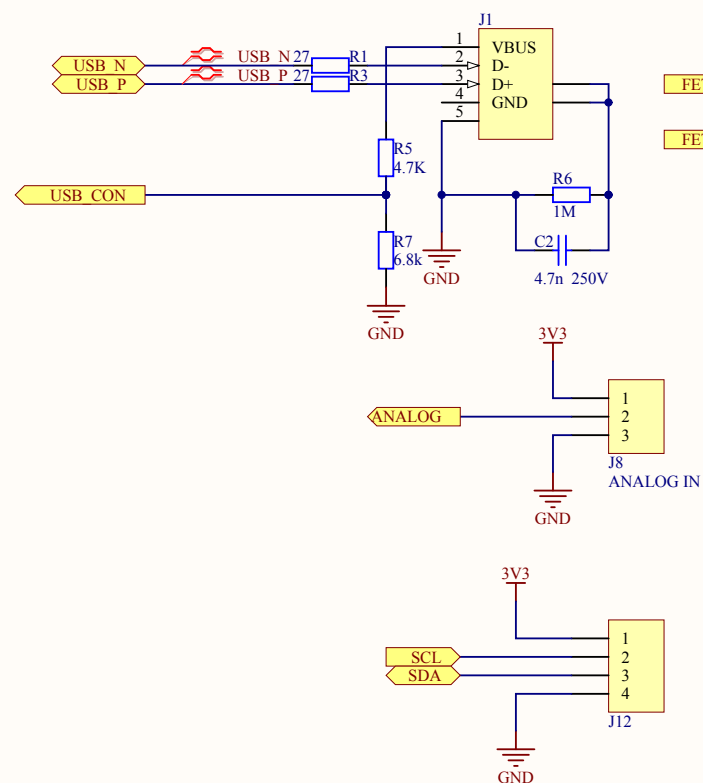 J1
1 VBUS
USB_N USB_N 27 R1 2 D-
USB_P USB_P 27 R3 3 D+
4 GND
5
FET
FET
R5
4.7K
R6
1M
USB_CON
R7
6.8k
C2
4.7n 250V
GND
GND
3V3
1
ANALOG 2
3
J8
ANALOG IN
GND
3V3
1
SCL 2
SDA 3
4
J12
GND